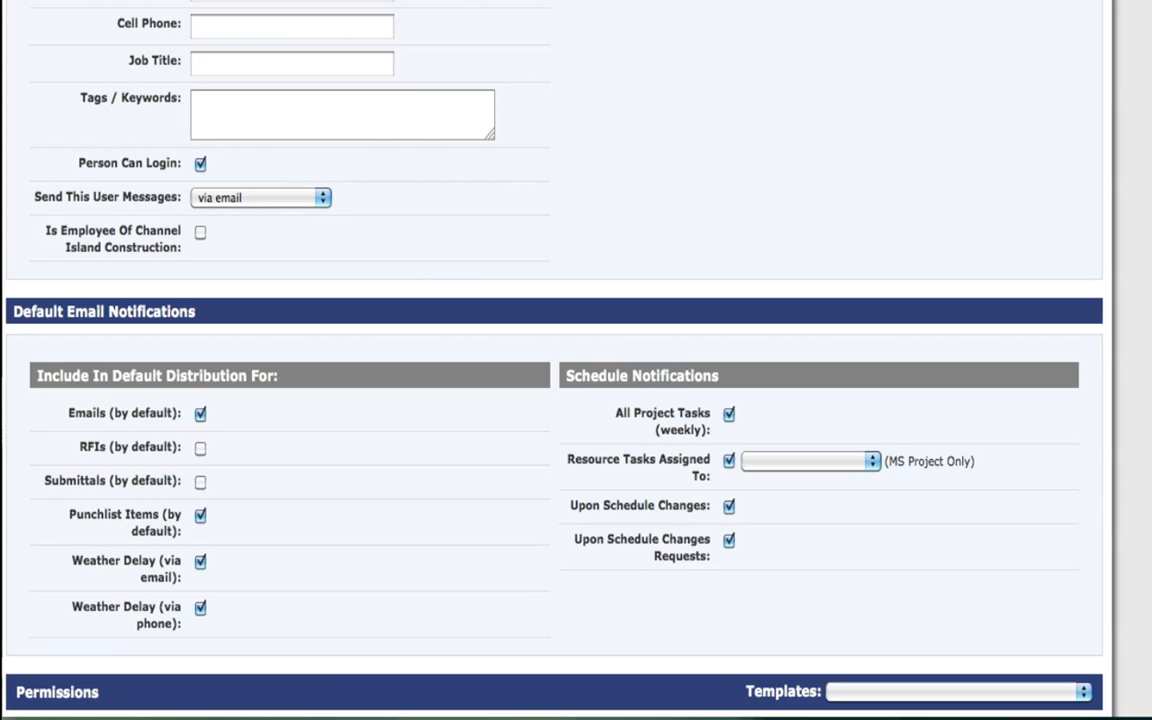 Cell Phone:
Job Title:
Tags / Keywords:
Person Can Login:
Send This User Messages: via email
Is Employee Of Channel
Island Construction:
Default Email Notifications
Include In Default Distribution For:
Emails (by default):
RFIs (by default):
Submittals (by default):
Punchlist Items (by
default):
Weather Delay (via
email):
Weather Delay (via
phone):
Schedule Notifications
All Project Tasks
(weekly):
Resource Tasks Assigned
To: (MS Project Only)
Upon Schedule Changes:
Upon Schedule Changes
Requests:
Permissions
Templates: